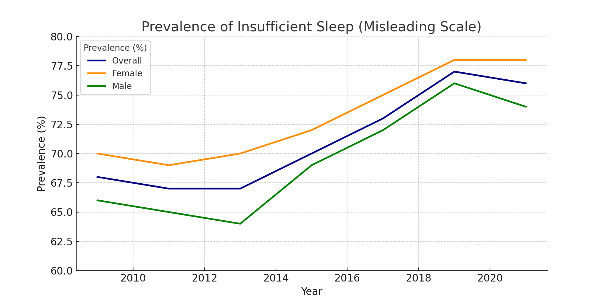 Prevalence of Insufficient Sleep (Misleading Scale)
80.0
77.5
75.0
72.5
70.0
67.5
65.0
62.5
60.0
Prevalence (%)
Prevalence (%)
Overall
Female
Male
2010 2012 2014 2016 2018 2020
Year